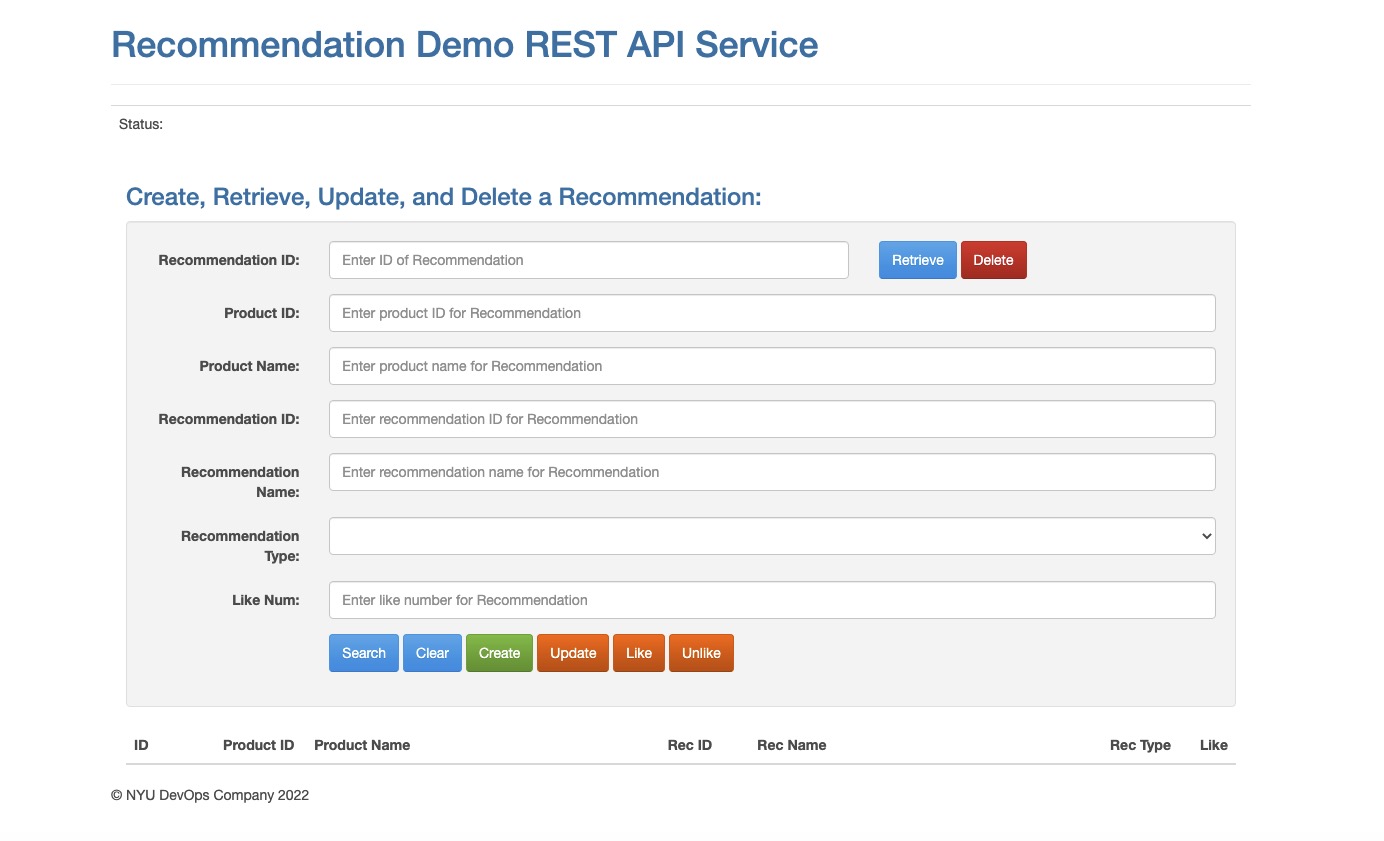 Recommendation Demo REST API Service
Status:
Create, Retrieve, Update, and Delete a Recommendation:
Recommendation ID: Enter ID of Recommendation Retrieve Delete
Product ID: Enter product ID for Recommendation
Product Name: Enter product name for Recommendation
Recommendation ID: Enter recommendation ID for Recommendation
Recommendation Enter recommendation name for Recommendation
Name:
Recommendation
Type:
Like Num: Enter like number for Recommendation
Search Clear Create Update Like Unlike
ID Product ID Product Name Rec ID Rec Name Rec Type Like
© NYU DevOps Company 2022